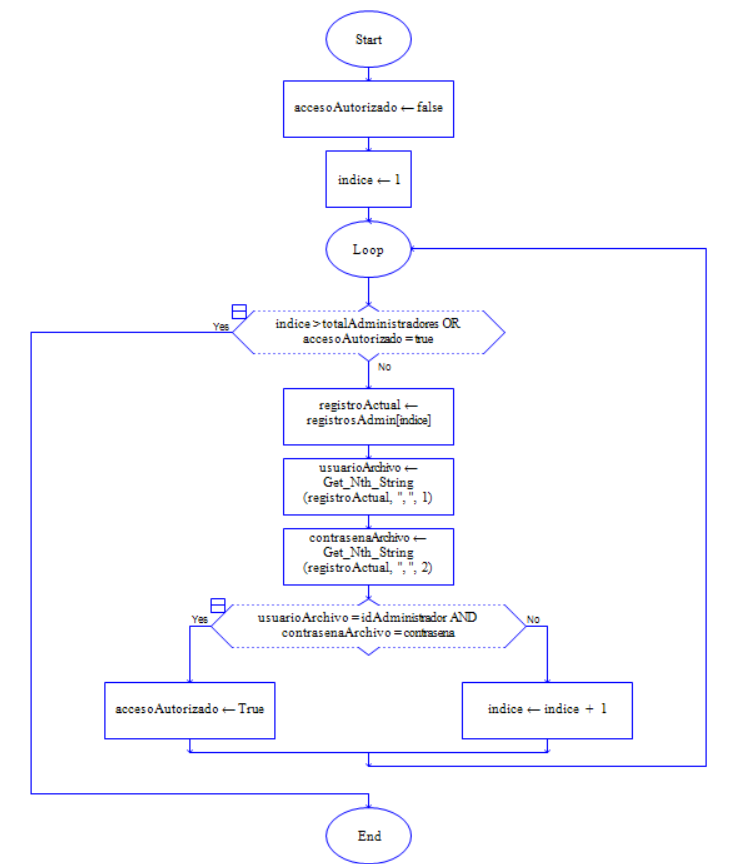 Start
accesoAutorizado ← false
indice ← 1
Loop
indice > totalAdministradores OR
accesoAutorizado = true
Yes
No
registroActual ←
registrosAdmin[indice]
usuarioArchivo ←
Get_Nth_String
(registroActual, ",", 1)
contrasenaArchivo ←
Get_Nth_String
(registroActual, ",", 2)
usuarioArchivo = idAdministrador AND
contrasenaArchivo = contrasena
Yes
No
accesoAutorizado ← True
indice ← indice + 1
End